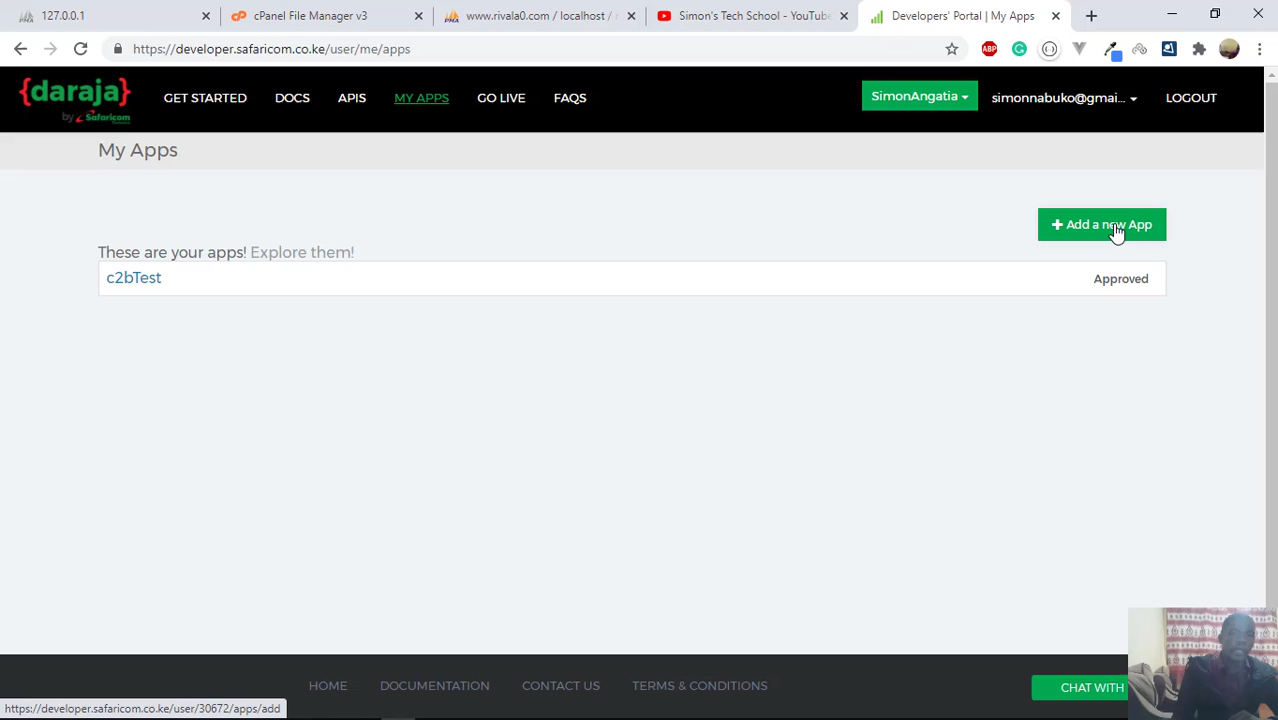 127.0.0.1
cPanel File Manager v3
www.rivala0.com / localhost /
Simon's Tech School - YouTube
Developers' Portal | My Apps
https://developer.safaricom.co.ke/user/me/apps
ABP
{daraja}
by Safaricom
GET STARTED
DOCS
APIS
MY APPS
GO LIVE
FAQS
SimonAngatia
simonnabuko@gmai...
LOGOUT
My Apps
+ Add a new App
These are your apps! Explore them!
c2bTest
Approved
HOME
DOCUMENTATION
CONTACT US
TERMS & CONDITIONS
CHAT WITH
https://developer.safaricom.co.ke/user/30672/apps/add